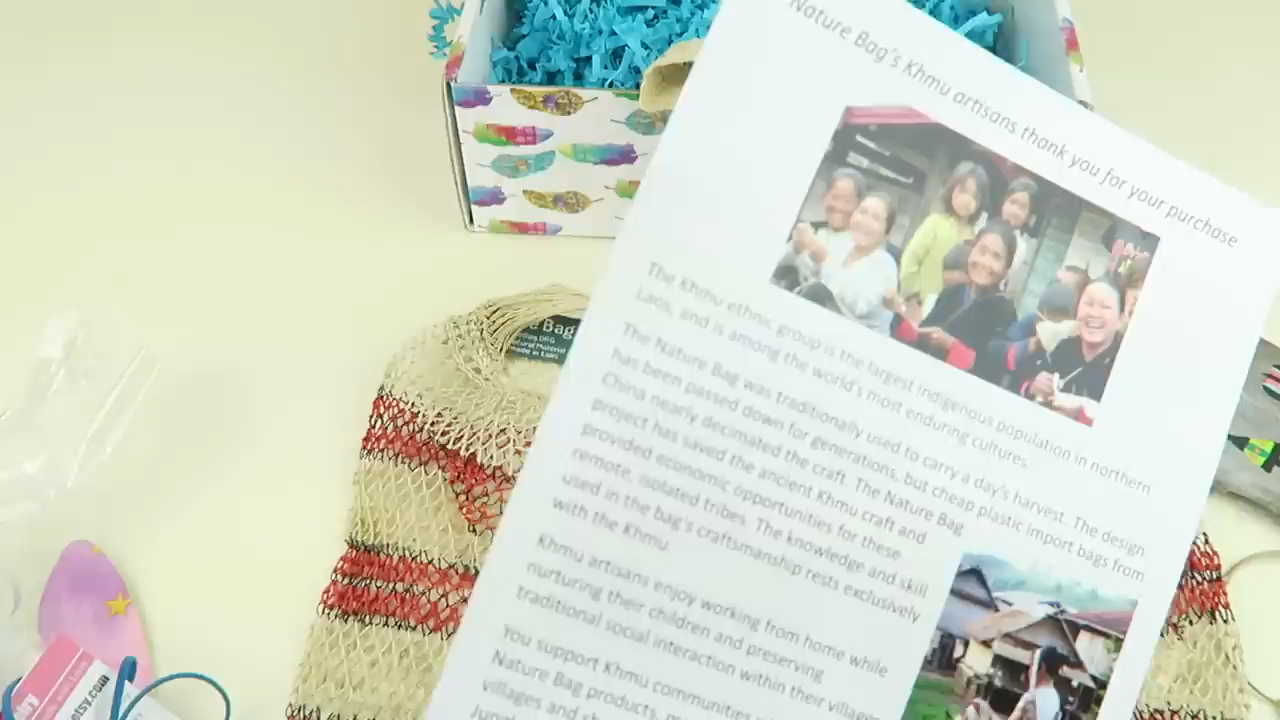 Nature Bag's Khmu artisans thank you for your purchase
The Khmu ethnic group is the largest indigenous population in northern
Laos, and is among the world's most enduring cultures.
The Nature Bag was traditionally used to carry a day's harvest. The design
has been passed down for generations, but cheap plastic import bags from
China nearly decimated the craft. The Nature Bag
project has saved the ancient Khmu craft and
provided economic opportunities for these
remote, isolated tribes. The knowledge and skill
used in the bag's craftsmanship rests exclusively
with the Khmu
Khmu artisans enjoy working from home while
nurturing their children and preserving
traditional social interaction within their villages
You support Khmu communities
Nature Bag products,
villages and
e Bag
Bag.ORG
Natural Material
made in Laos
etsy.com